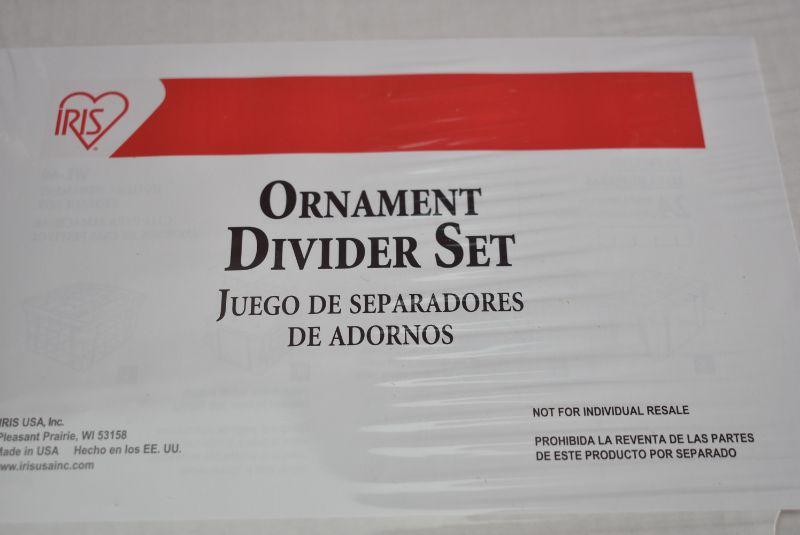 IRIS
ORNAMENT
DIVIDER SET
JUEGO DE SEPARADORES
DE ADORNOS
IRIS USA, Inc.
Pleasant Prairie, WI 53158
Made in USA Hecho en los EE. UU.
www.irisusainc.com
NOT FOR INDIVIDUAL RESALE
PROHIBIDA LA REVENTA DE LAS PARTES
DE ESTE PRODUCTO POR SEPARADO